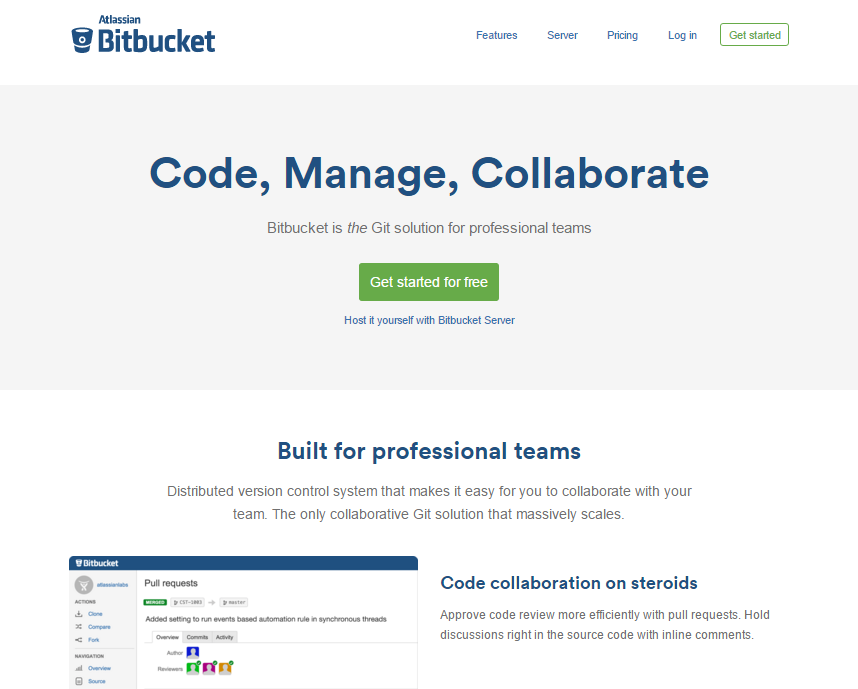 Atlassian
Bitbucket
Features Server Pricing Log in Get started
Code, Manage, Collaborate
Bitbucket is the Git solution for professional teams
Get started for free
Host it yourself with Bitbucket Server
Built for professional teams
Distributed version control system that makes it easy for you to collaborate with your
team. The only collaborative Git solution that massively scales.
Bitbucket
atlassianlabs
ACTIONS
Clone
Compare
Fork
NAVIGATION
Overview
Source
Pull requests
MERGED CST-1003 master
Added setting to run events based automation rule in synchronous threads
Overview Commits Activity
Author
Reviewers
Code collaboration on steroids
Approve code review more efficiently with pull requests. Hold
discussions right in the source code with inline comments.